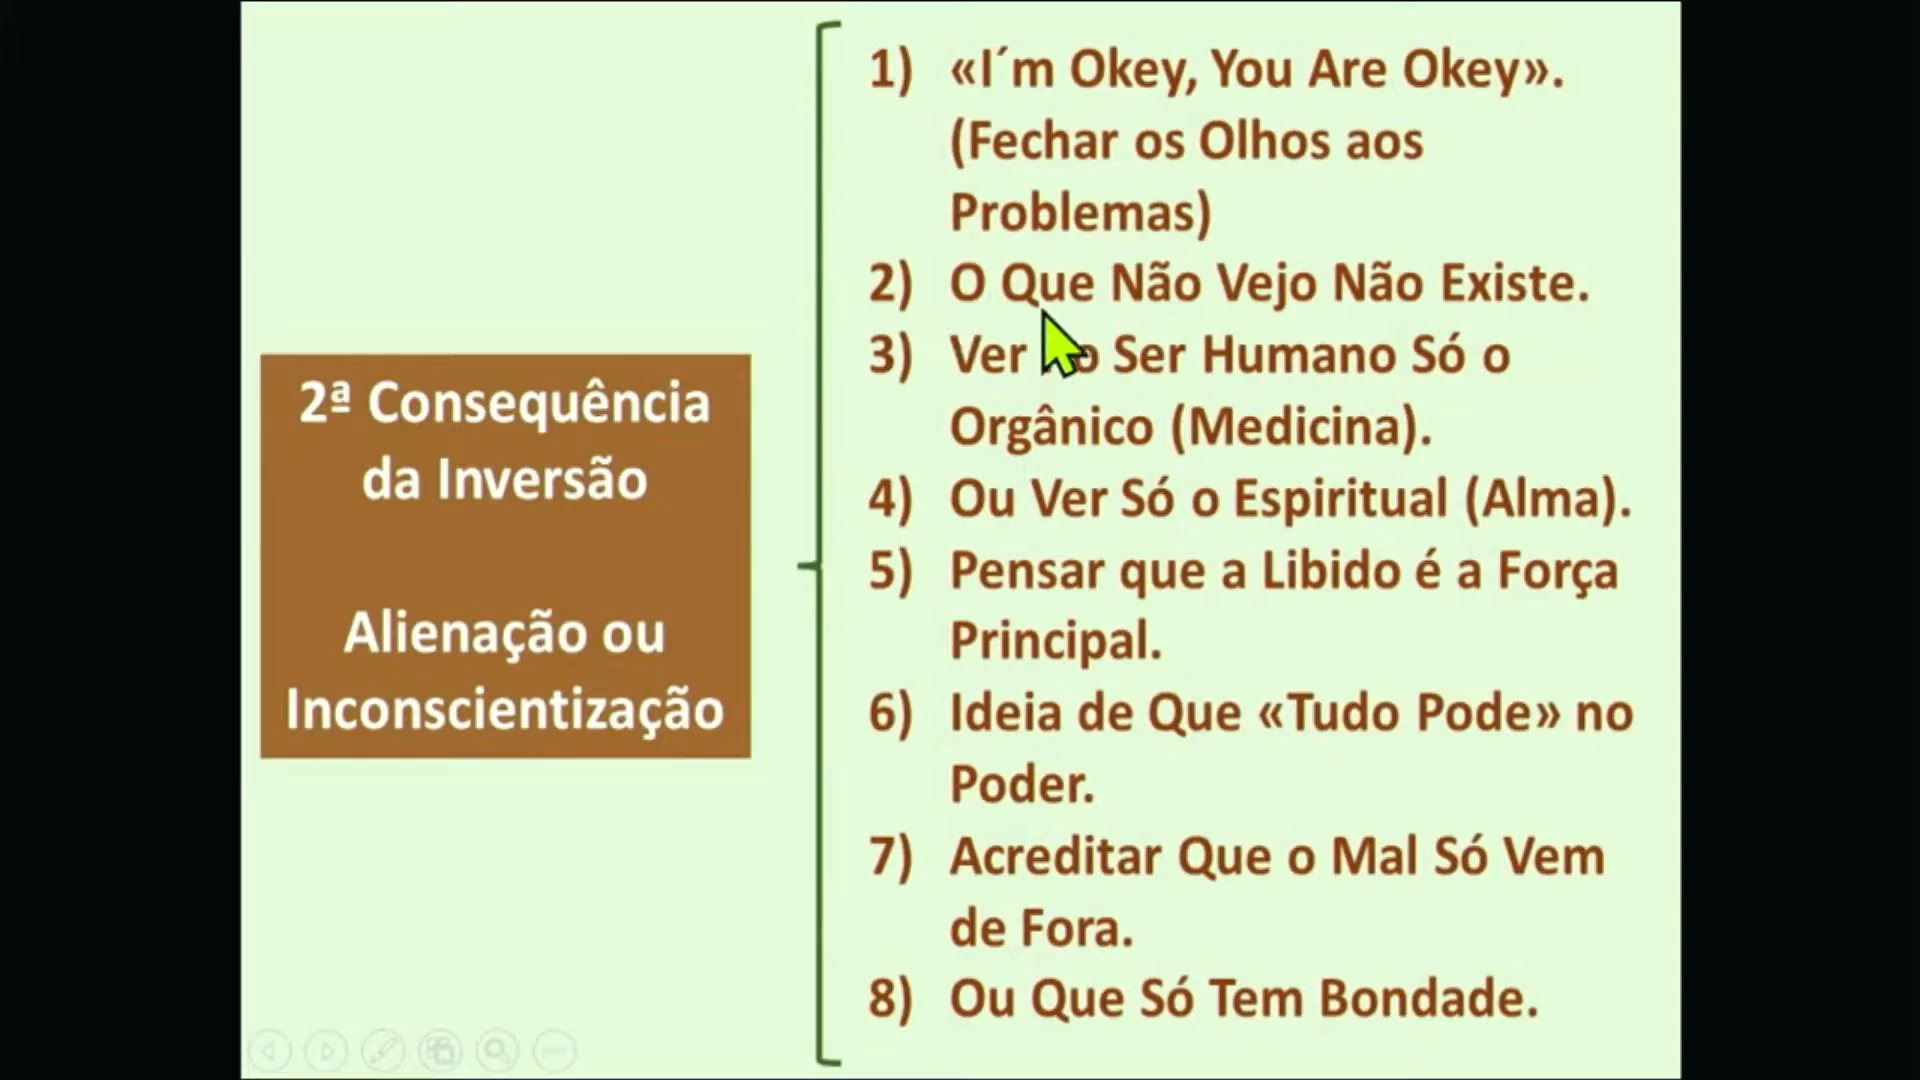 2ª Consequência
da Inversão
Alienação ou
Inconscientização
1) «I´m Okey, You Are Okey».
(Fechar os Olhos aos
Problemas)
2) O Que Não Vejo Não Existe.
3) Ver Ser Humano Só o
Orgânico (Medicina).
4) Ou Ver Só o Espiritual (Alma).
5) Pensar que a Libido é a Força
Principal.
6) Ideia de Que «Tudo Pode» no
Poder.
7) Acreditar Que o Mal Só Vem
de Fora.
8) Ou Que Só Tem Bondade.